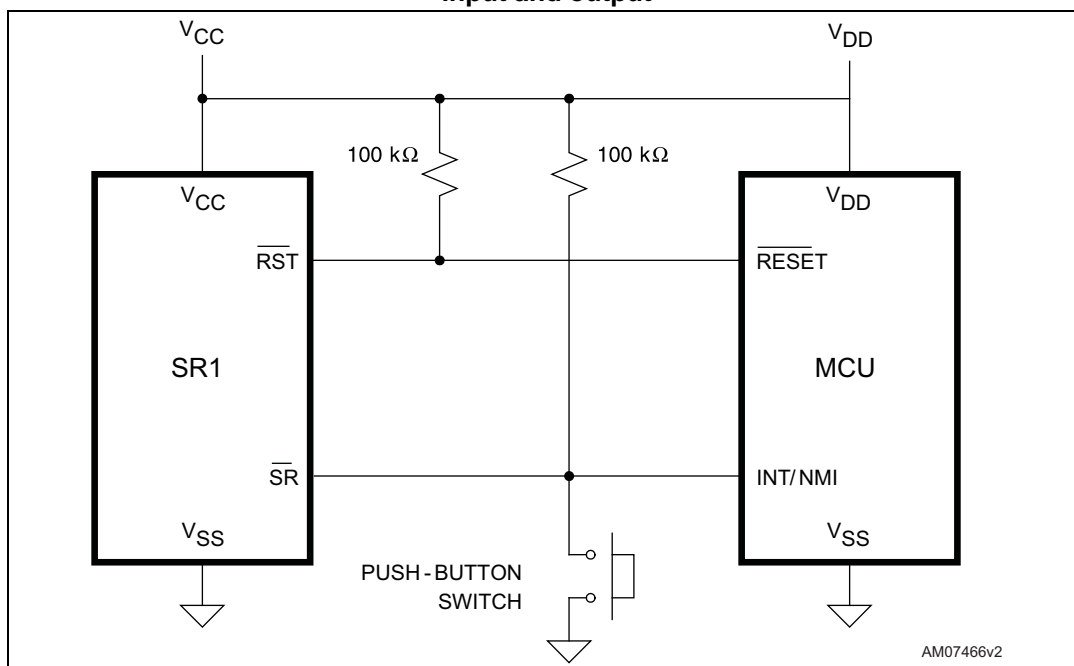 input and output
VCC
VDD
100 kΩ
100 kΩ
VCC
VDD
RST
RESET
SR1
MCU
SR
INT/NMI
VSS
VSS
PUSH-BUTTON
SWITCH
AM07466v2